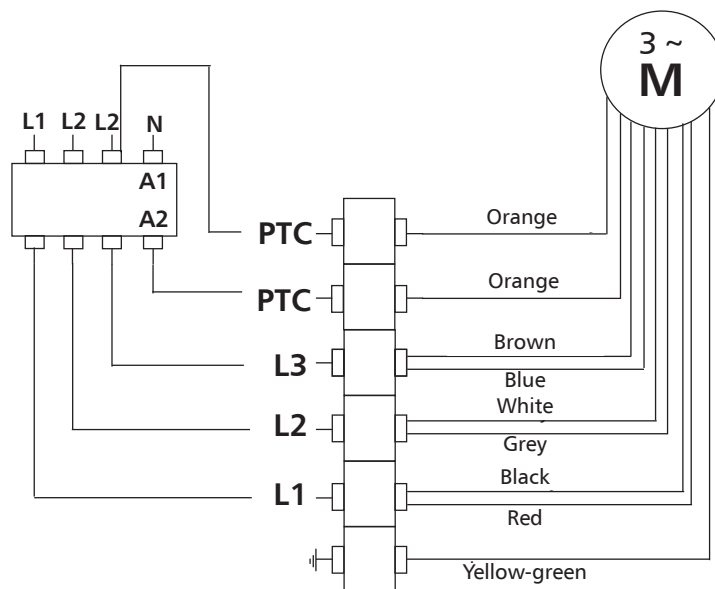 3 ~
M
L1 L2 L2 N
A1
A2
PTC
Orange
PTC
Orange
L3
Brown
Blue
L2
White
Grey
L1
Black
Red
Yellow-green